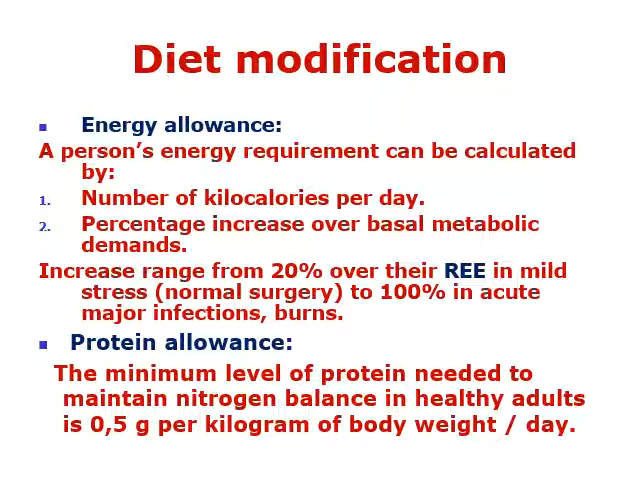 Diet modification
Energy allowance:
A person’s energy requirement can be calculated
by:
1. Number of kilocalories per day.
2. Percentage increase over basal metabolic
demands.
Increase range from 20% over their REE in mild
stress (normal surgery) to 100% in acute
major infections, burns.
Protein allowance:
The minimum level of protein needed to
maintain nitrogen balance in healthy adults
is 0,5 g per kilogram of body weight / day.